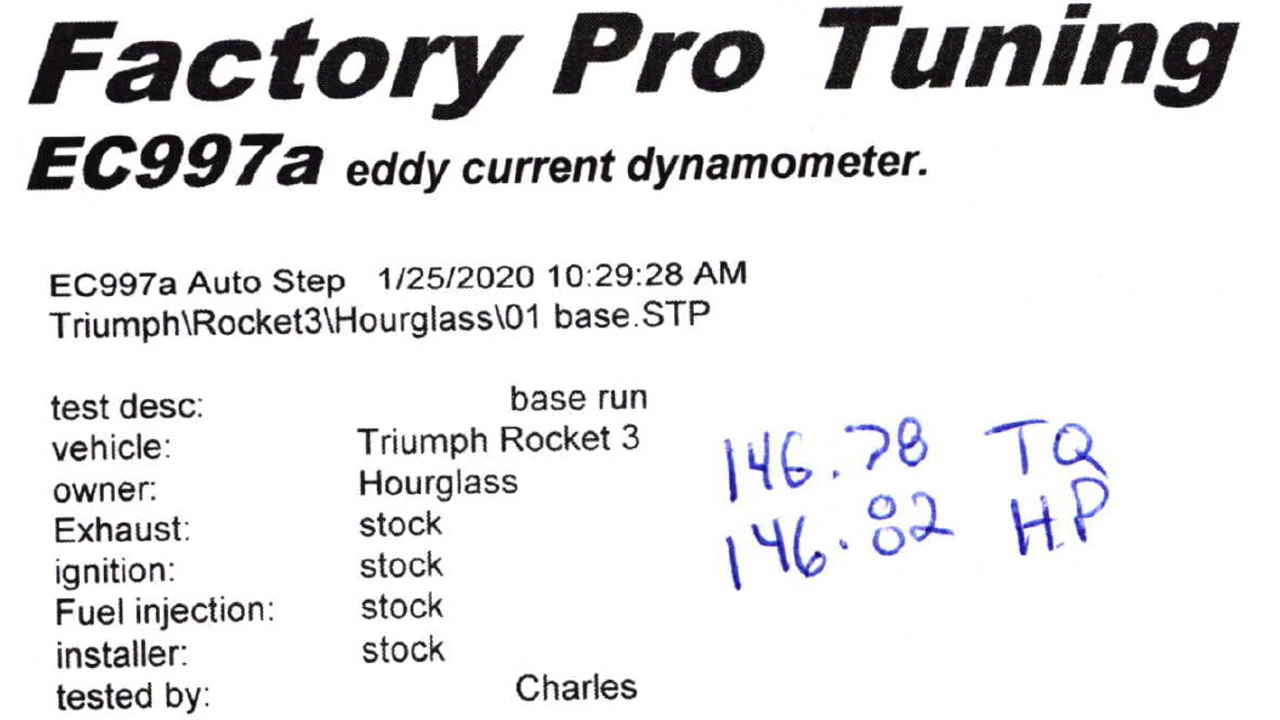 Factory Pro Tuning
EC997a eddy current dynamometer.
EC997a Auto Step 1/25/2020 10:29:28 AM
Triumph\Rocket3\Hourglass\01 base.STP
test desc: base run
vehicle: Triumph Rocket 3
owner: Hourglass
Exhaust: stock
ignition: stock
Fuel injection: stock
installer: stock
tested by: Charles
146.78 TQ
146.82 HP